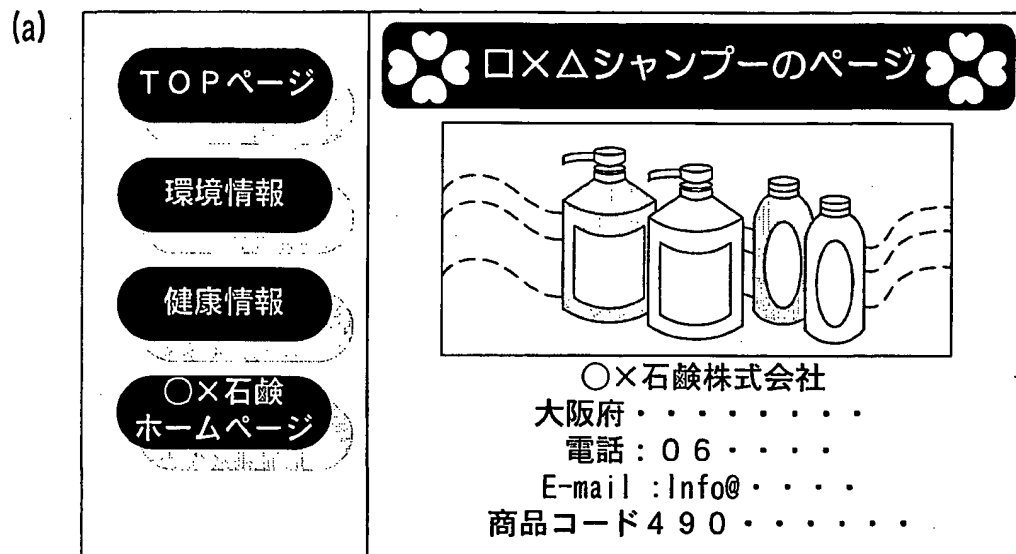 (a)
TOPページ
環境情報
健康情報
○×石鹸
ホームページ
□×△シャンプーのページ
○×石鹸株式会社
大阪府・・・・・・・・
電話:06・・・・
E-mail :Info@・・・・
商品コード490・・・・・・